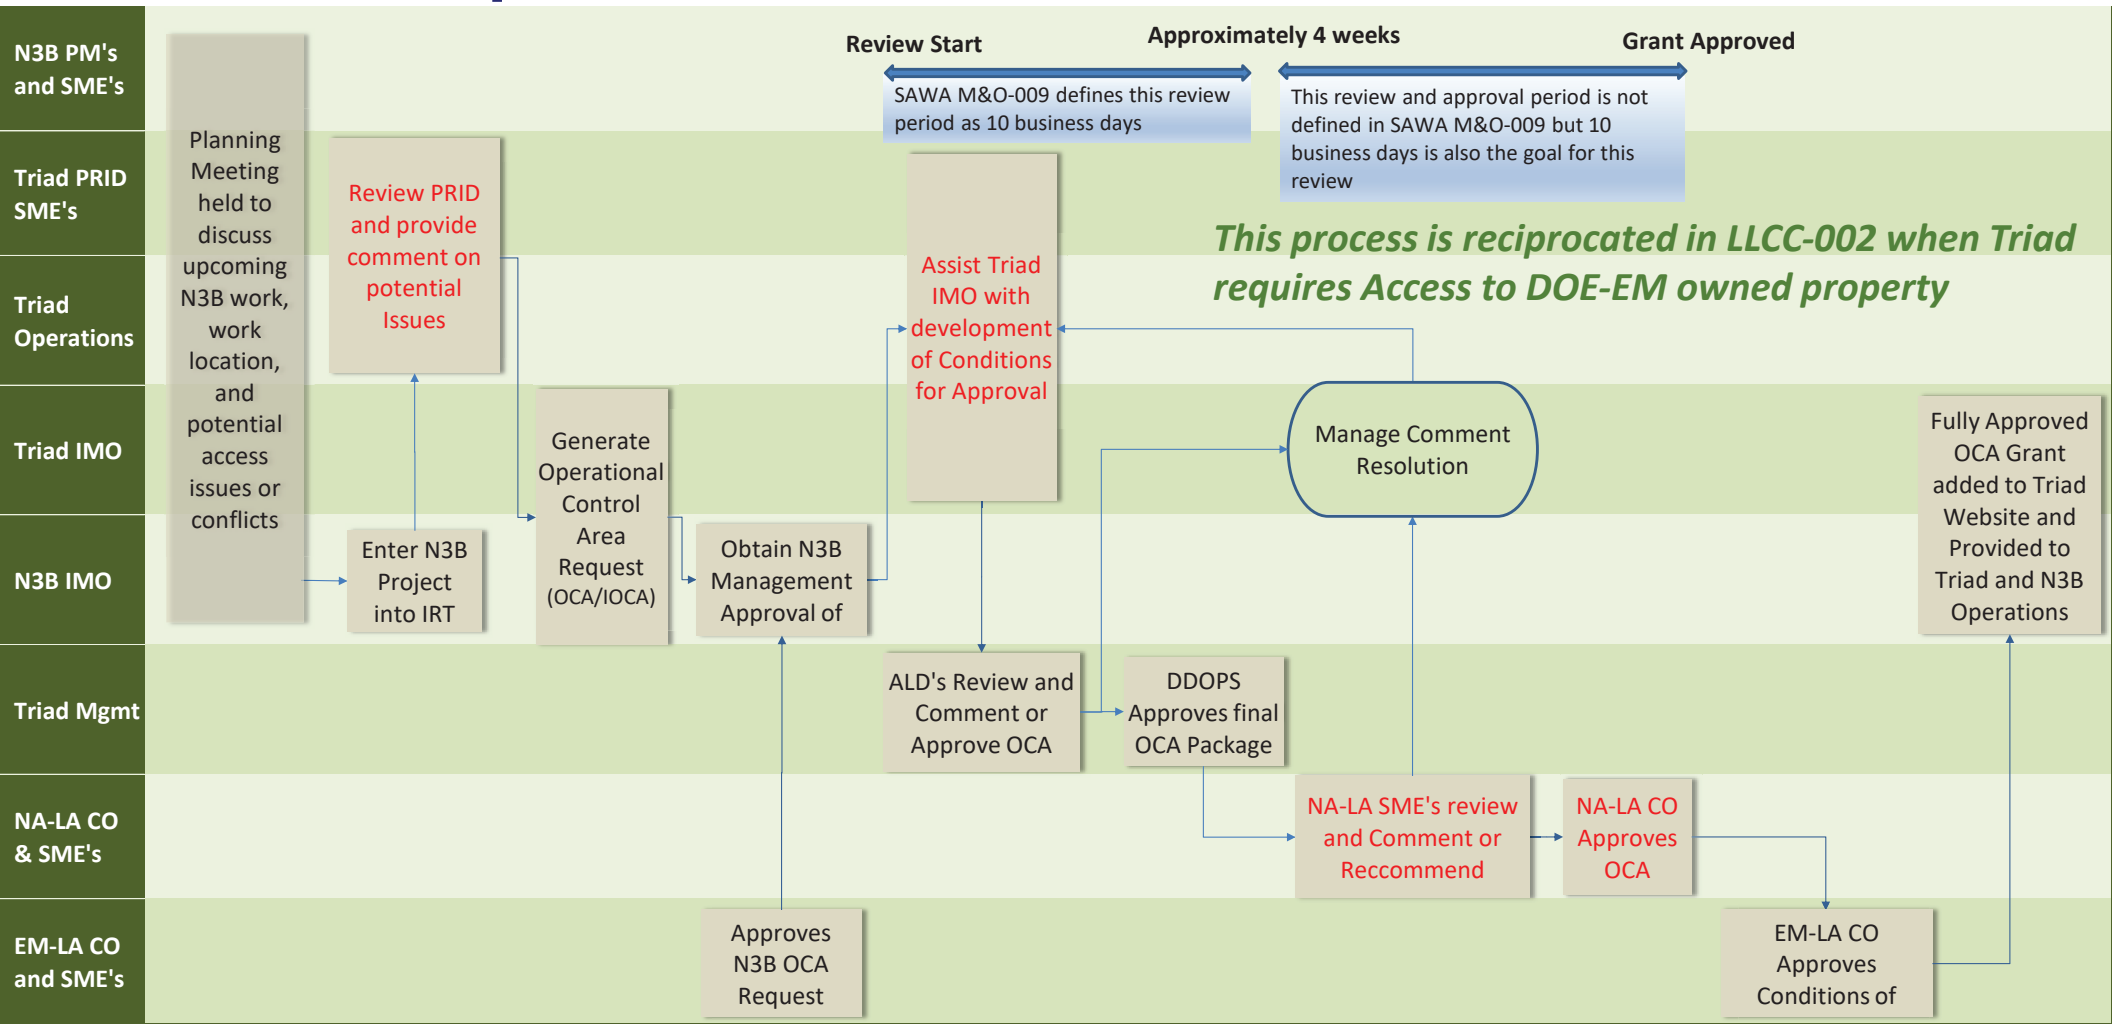 N3B PM's
and SME's
Triad PRID
SME's
Triad
Operations
Triad IMO
N3B IMO
Triad Mgmt
NA-LA CO
& SME's
EM-LA CO
and SME's
Review Start
Approximately 4 weeks
Grant Approved
SAWA M&O-009 defines this review
period as 10 business days
This review and approval period is not
defined in SAWA M&O-009 but 10
business days is also the goal for this
review
This process is reciprocated in LLCC-002 when Triad
requires Access to DOE-EM owned property
Planning
Meeting
held to
discuss
upcoming
N3B work,
work
location,
and
potential
access
issues or
conflicts
Enter N3B
Project
into IRT
Review PRID
and provide
comment on
potential
Issues
Generate
Operational
Control
Area
Request
(OCA/IOCA)
Obtain N3B
Management
Approval of
Approves
N3B OCA
Request
Assist Triad
IMO with
development
of Conditions
for Approval
ALD's Review and
Comment or
Approve OCA
DDOPS
Approves final
OCA Package
Manage Comment
Resolution
NA-LA SME's review
and Comment or
Reccommend
NA-LA CO
Approves
OCA
EM-LA CO
Approves
Conditions of
Fully Approved
OCA Grant
added to Triad
Website and
Provided to
Triad and N3B
Operations